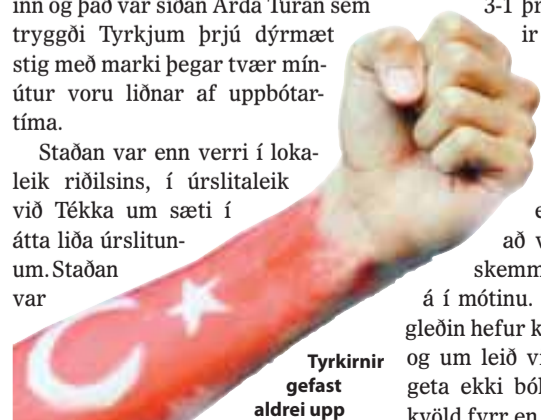 inn og það var síðan Arda Turan sem
tryggði Tyrkjum þrjú dýrmæt
stig með marki þegar tvær mín-
útur voru liðnar af uppbótar-
tíma.
Staðan var enn verri í loka-
leik riðilsins, í úrslitaleik
við Tékka um sæti í
átta liða úrslitun-
um. Staðan
var
Tyrkirnir
gefast
aldrei upp
3-1
ir
að
skemm
á í mótinu.
gleðin hefur
og um leið
geta ekki
kvöld fyrr en